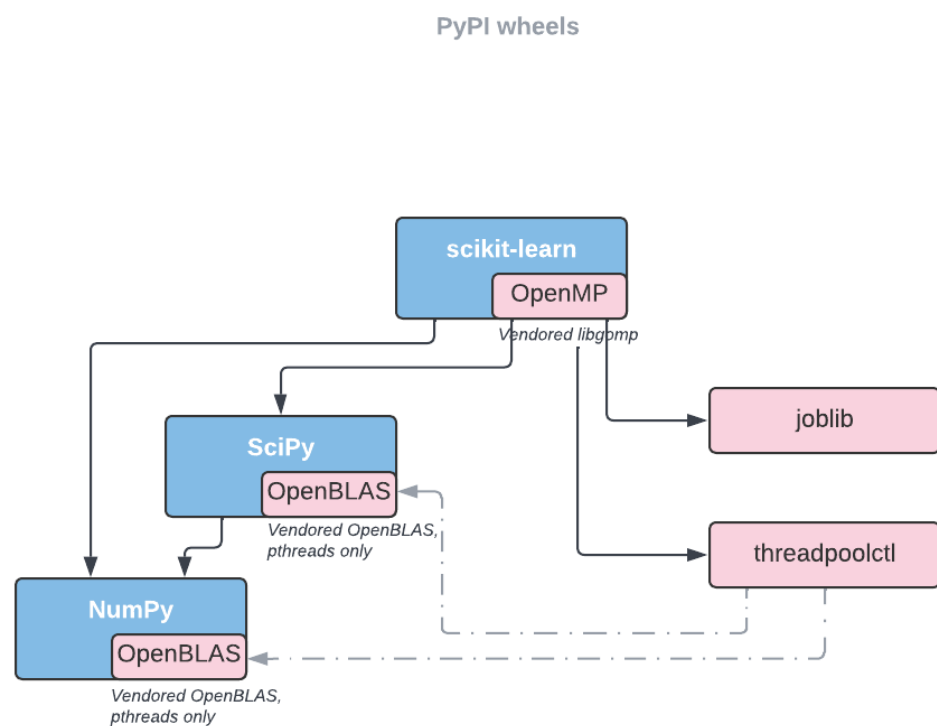 PyPI wheels
scikit-learn
OpenMP
Vendored libgomp
joblib
SciPy
OpenBLAS
Vendored OpenBLAS,
pthreads only
threadpoolctl
NumPy
OpenBLAS
Vendored OpenBLAS,
pthreads only